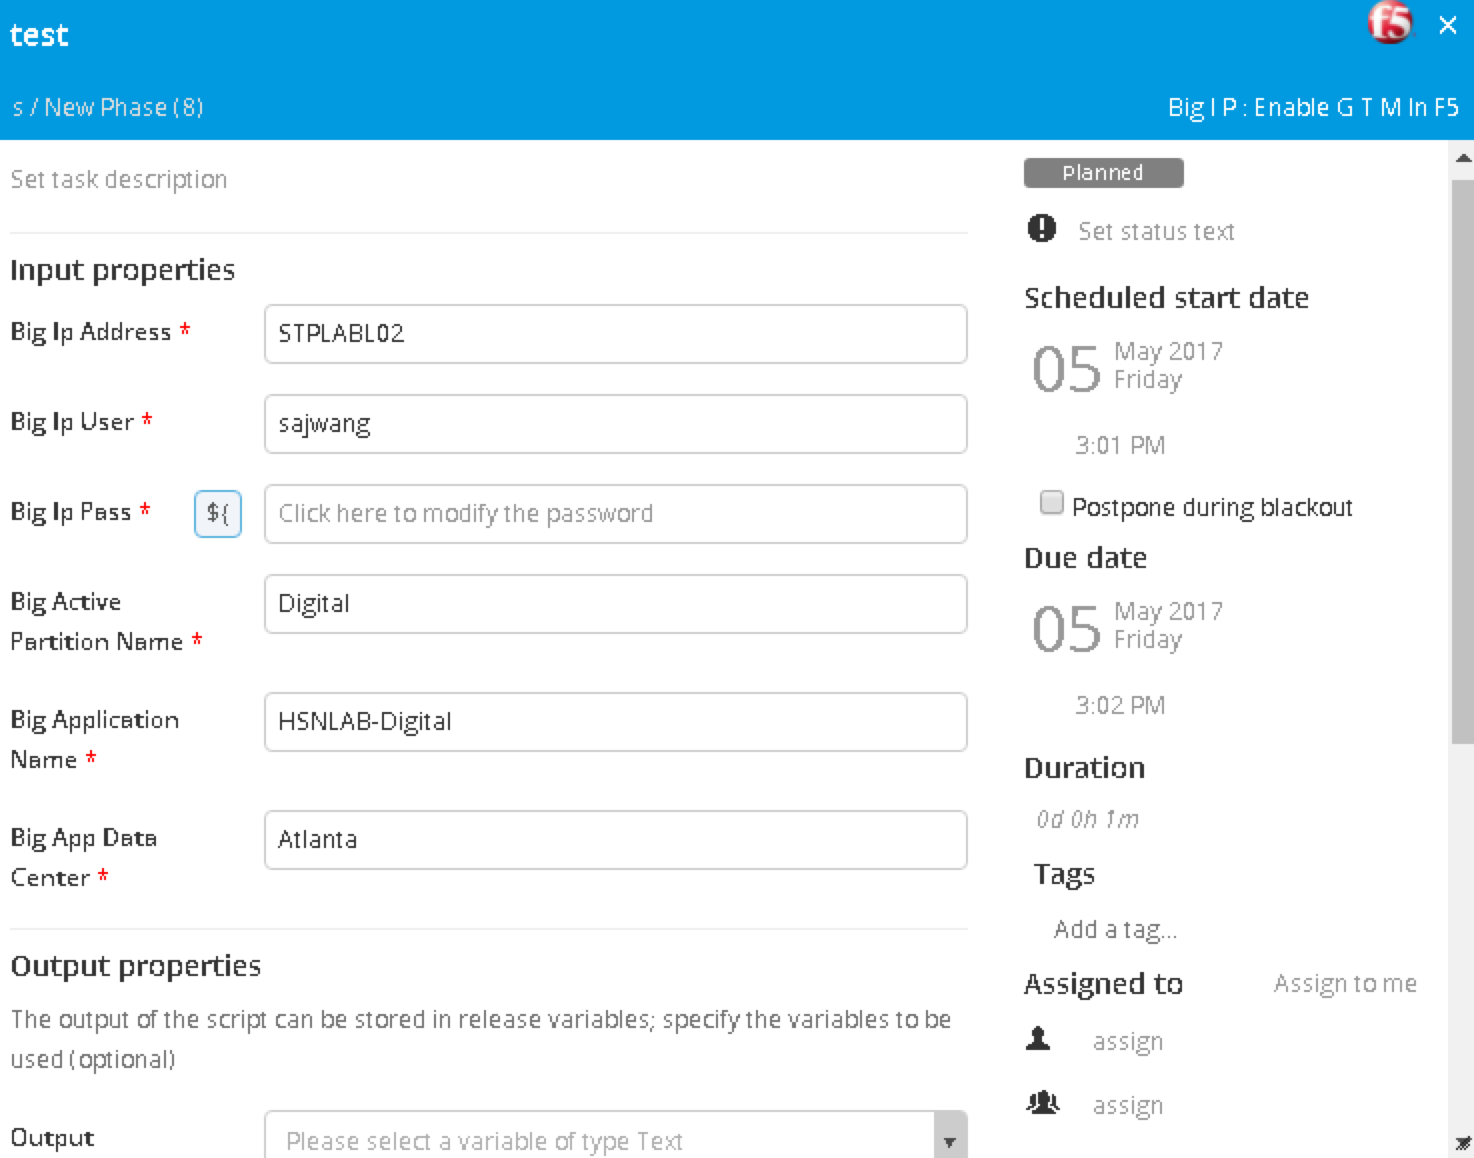 test
f5
s / New Phase (8)
Big I P : Enable G T M In F5
Set task description
Input properties
Big Ip Address *
STPLABL02
Big Ip User *
sajwang
Big Ip Pass *
${
Click here to modify the password
Big Active
Partition Name *
Digital
Big Application
Name *
HSNLAB-Digital
Big App Data
Center *
Atlanta
Output properties
The output of the script can be stored in release variables; specify the variables to be
used (optional)
Output
Please select a variable of type Text
Planned
Set status text
Scheduled start date
05
May 2017
Friday
3:01 PM
Postpone during blackout
Due date
05
May 2017
Friday
3:02 PM
Duration
0d 0h 1m
Tags
Add a tag...
Assigned to
Assign to me
assign
assign